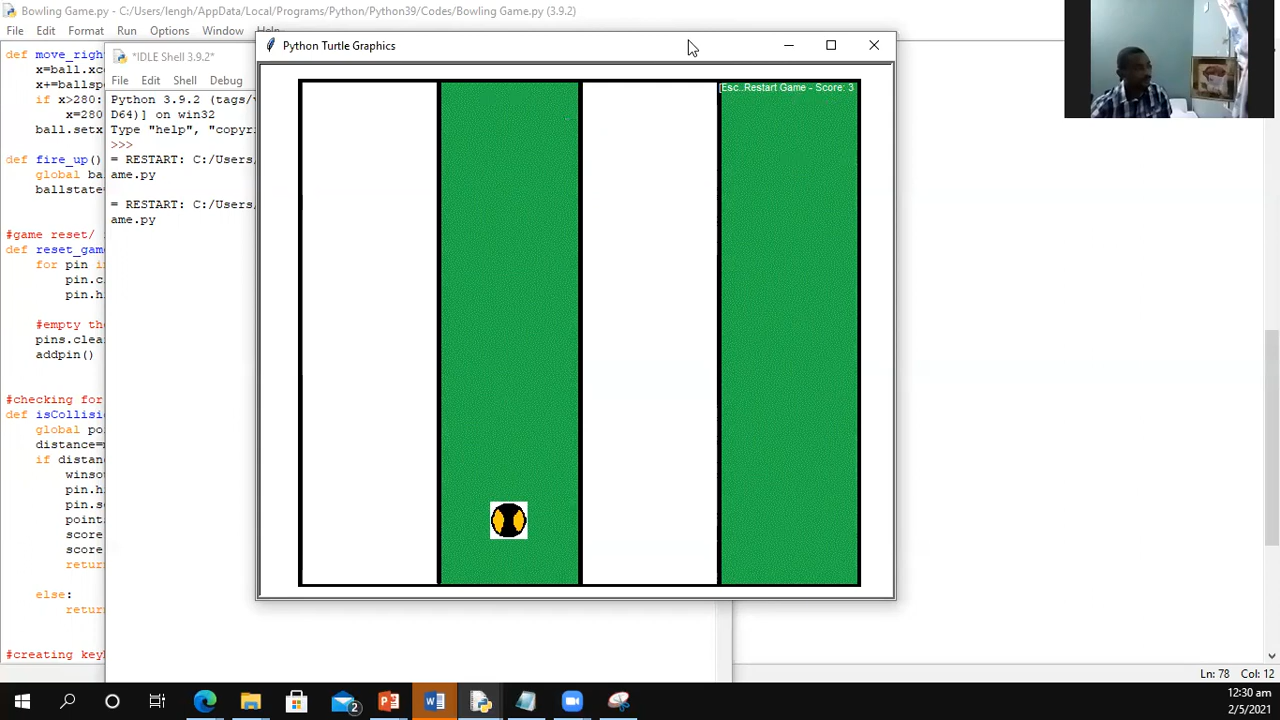 Bowling Game.py - C:/Users/lengh/AppData/Local/Programs/Python/Python39/Codes/Bowling Game.py (3.9.2)
File Edit Format Run Options Window Help
def move_righ
x=ball.xco
x+=ballspe
if x>280:
x=280
ball.setx
def fire_up()
global ba
ballstate=
#game reset/
def reset_gam
for pin i
pin.c
pin.h
#empty the
pins.clea
addpin()
#checking for
def isCollisi
global po
distance=
if distan
winso
pin.h
pin.s
point
score
score
retur
else:
retur
#creating key
*IDLE Shell 3.9.2*
File Edit Shell Debug
Python 3.9.2 (tags/
D64)] on win32
Type "help", "copyr
>>>
= RESTART: C:/Users/
ame.py
= RESTART: C:/Users/
ame.py
Python Turtle Graphics
[Esc..Restart Game - Score: 3
Ln: 78 Col: 12
2
12:30 am
2/5/2021